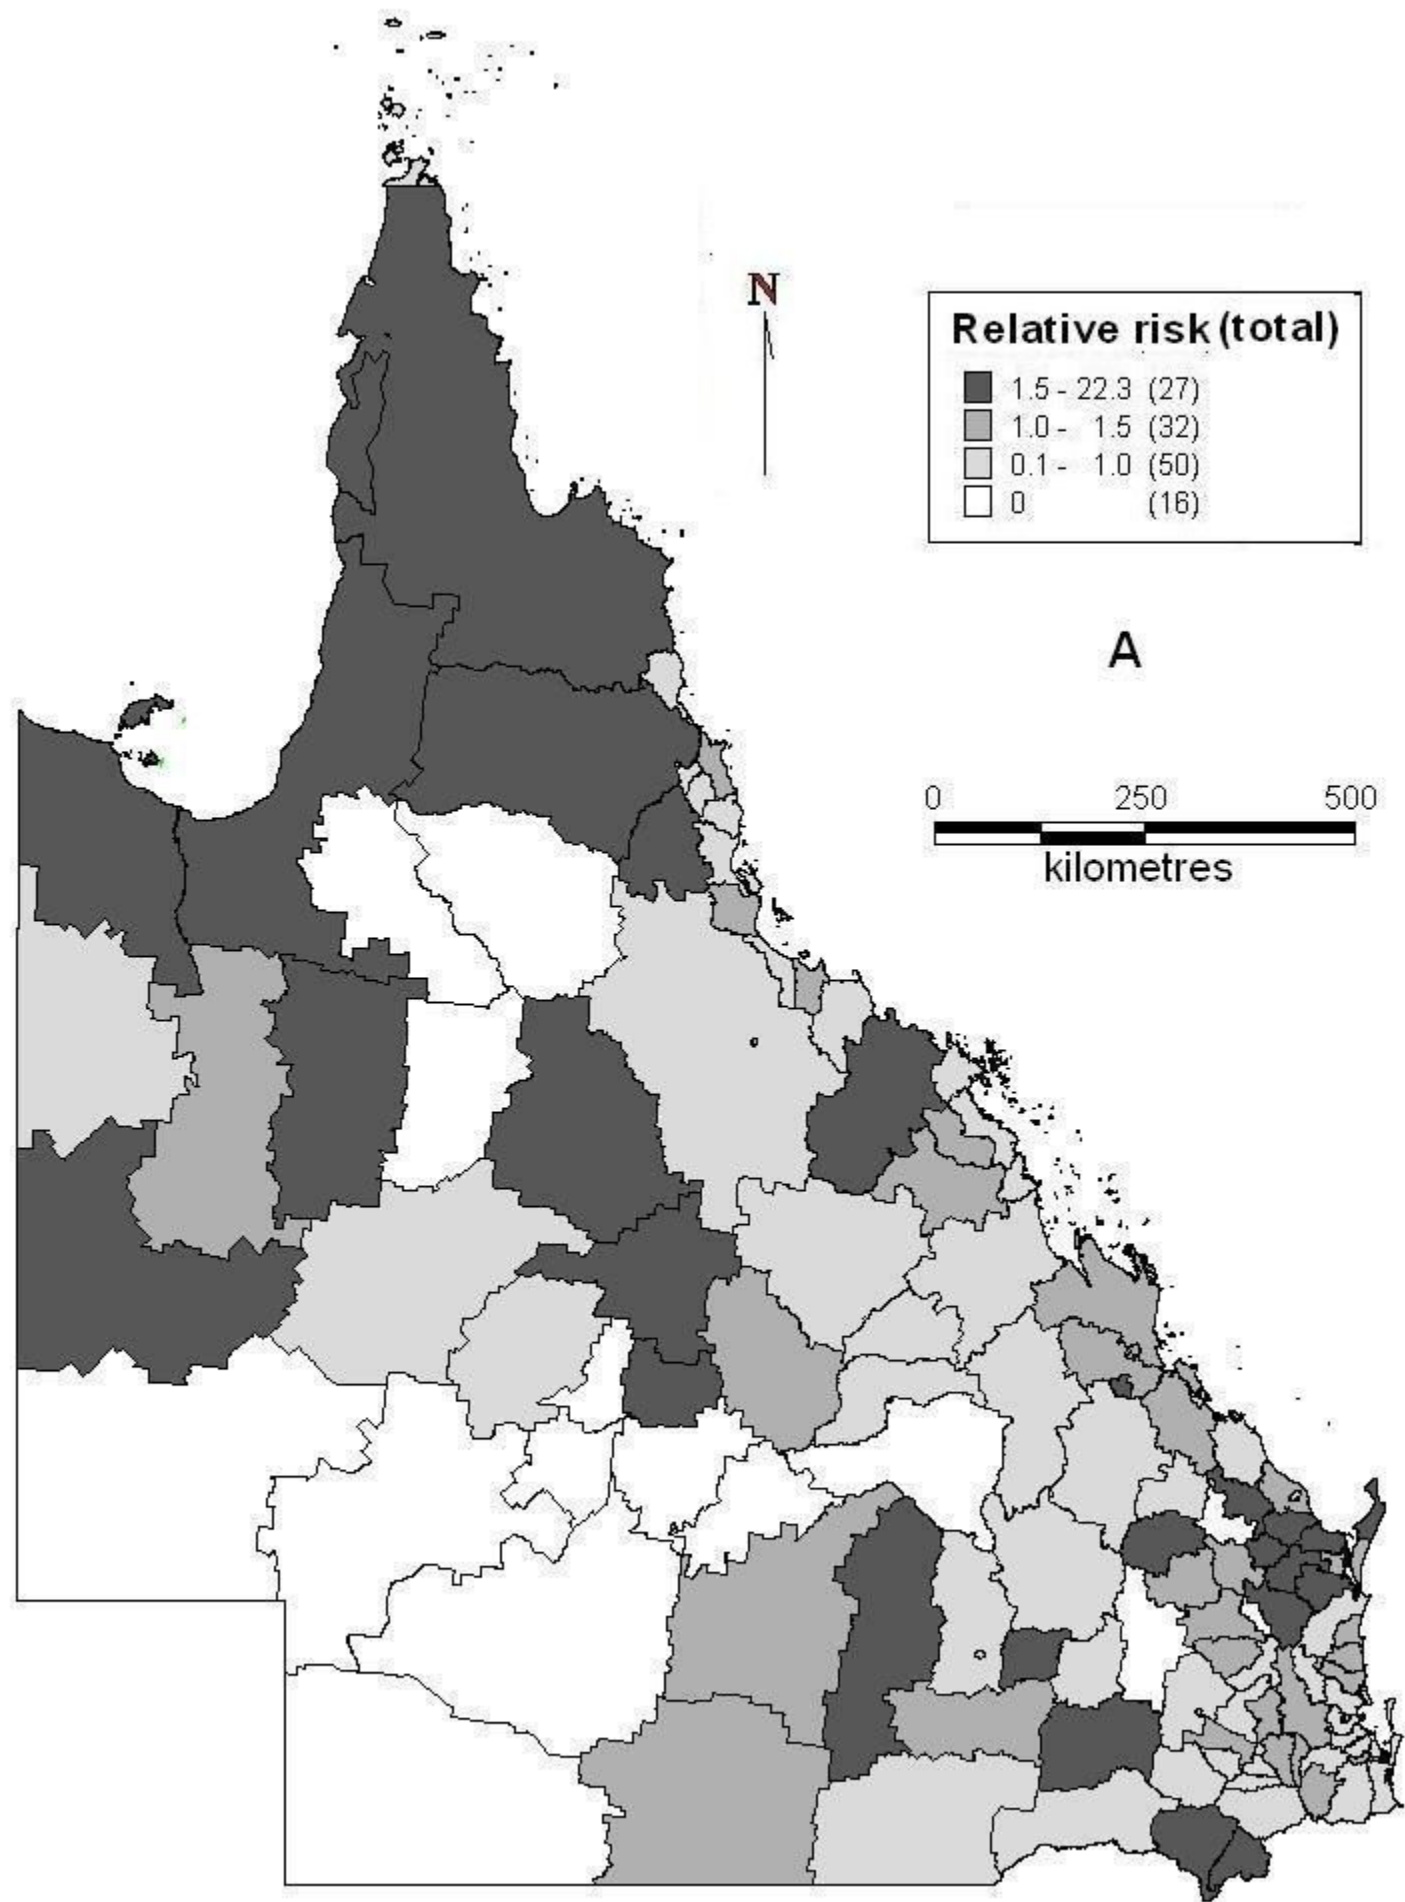 N
Relative risk (total)
1.5 - 22.3 (27)
1.0 - 1.5 (32)
0.1 - 1.0 (50)
0 (16)
A
0 250 500
kilometres